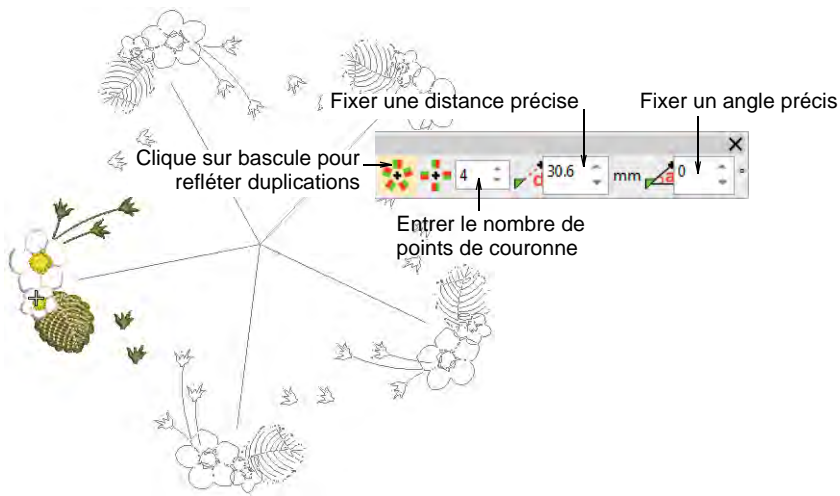 Fixer une distance précise
Fixer un angle précis
Clique sur bascule pour
refléter duplications
4
d
30.6
mm
a
0
°
Entrer le nombre de
points de couronne